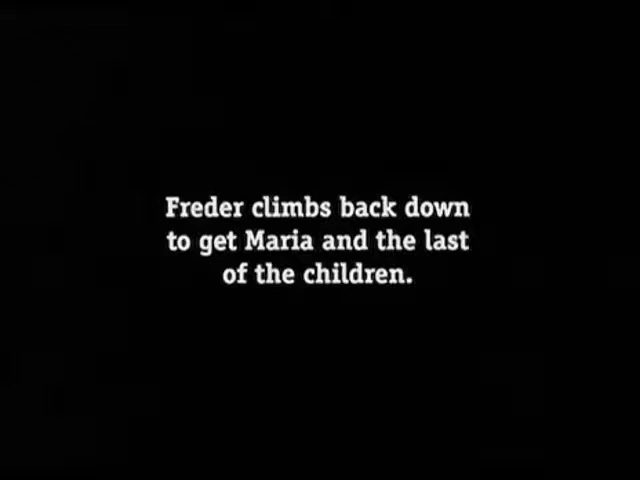 Freder climbs back down
to get Maria and the last
of the children.